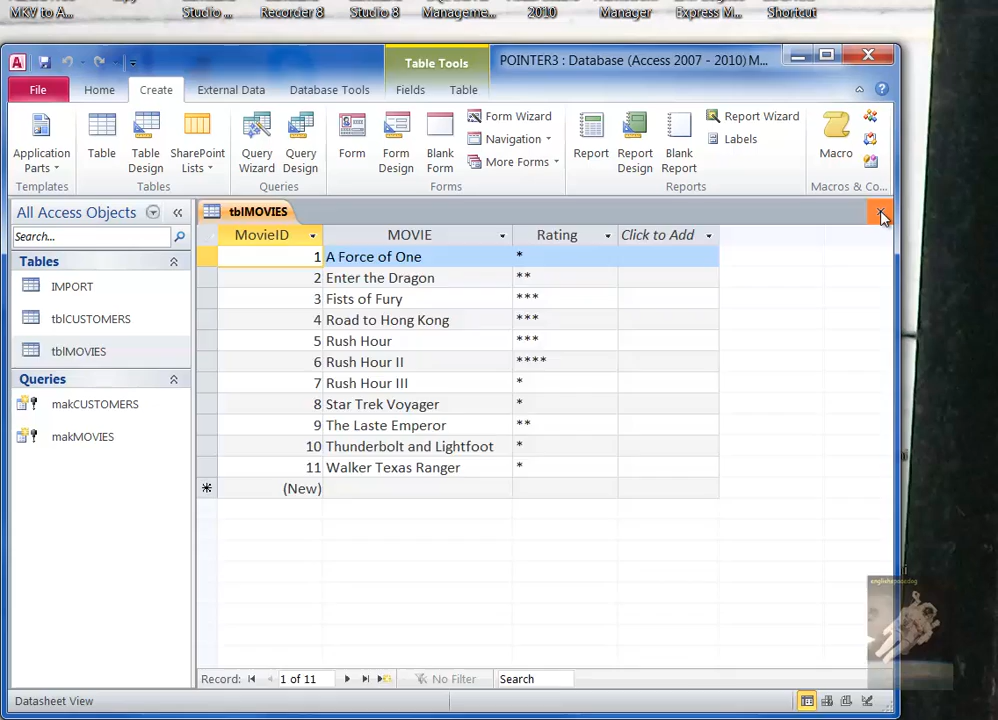 MKV to A...
Studio ...
Recorder 8
Studio 8
Manageme...
2010
Manager
Express M...
Shortcut
Table Tools
POINTER3 : Database (Access 2007 - 2010) M...
File
Home
Create
External Data
Database Tools
Fields
Table
Application Parts
Table
Table Design
SharePoint Lists
Query Wizard
Query Design
Form
Form Design
Blank Form
Form Wizard
Navigation
More Forms
Report
Report Design
Blank Report
Report Wizard
Labels
Macro
Templates
Tables
Queries
Forms
Reports
Macros & Co...
All Access Objects
Search...
Tables
IMPORT
tblCUSTOMERS
tblMOVIES
Queries
makCUSTOMERS
makMOVIES
tblMOVIES
MovieID MOVIE Rating Click to Add
1 A Force of One *
2 Enter the Dragon **
3 Fists of Fury ***
4 Road to Hong Kong ***
5 Rush Hour ***
6 Rush Hour II ****
7 Rush Hour III *
8 Star Trek Voyager *
9 The Laste Emperor **
10 Thunderbolt and Lightfoot *
11 Walker Texas Ranger *
(New)
Record: 1 of 11 No Filter Search
Datasheet View